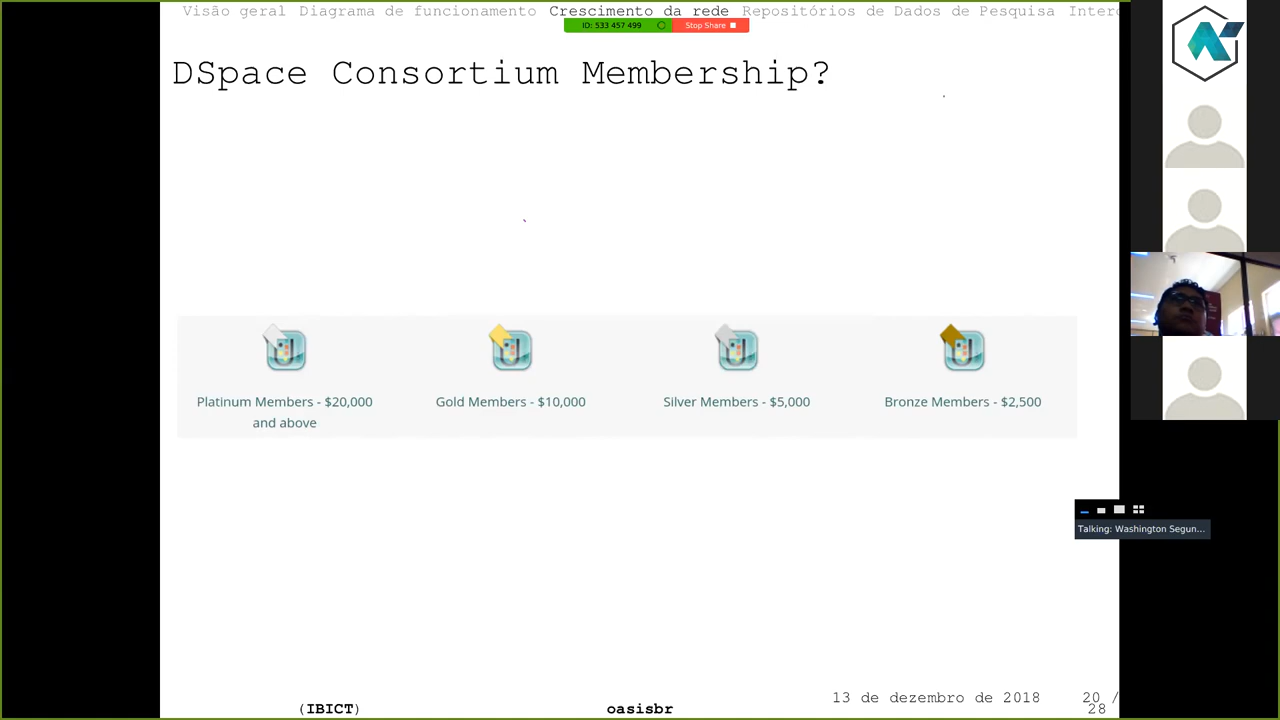 Visão geral Diagrama de funcionamento Crescimento da rede Repositórios de Dados de Pesquisa
ID: 533 457 499 Stop Share
DSpace Consortium Membership?
Platinum Members - $20,000
and above
Gold Members - $10,000
Silver Members - $5,000
Bronze Members - $2,500
Talking: Washington Segun...
13 de dezembro de 2018 20 /
28
(IBICT) oasisbr